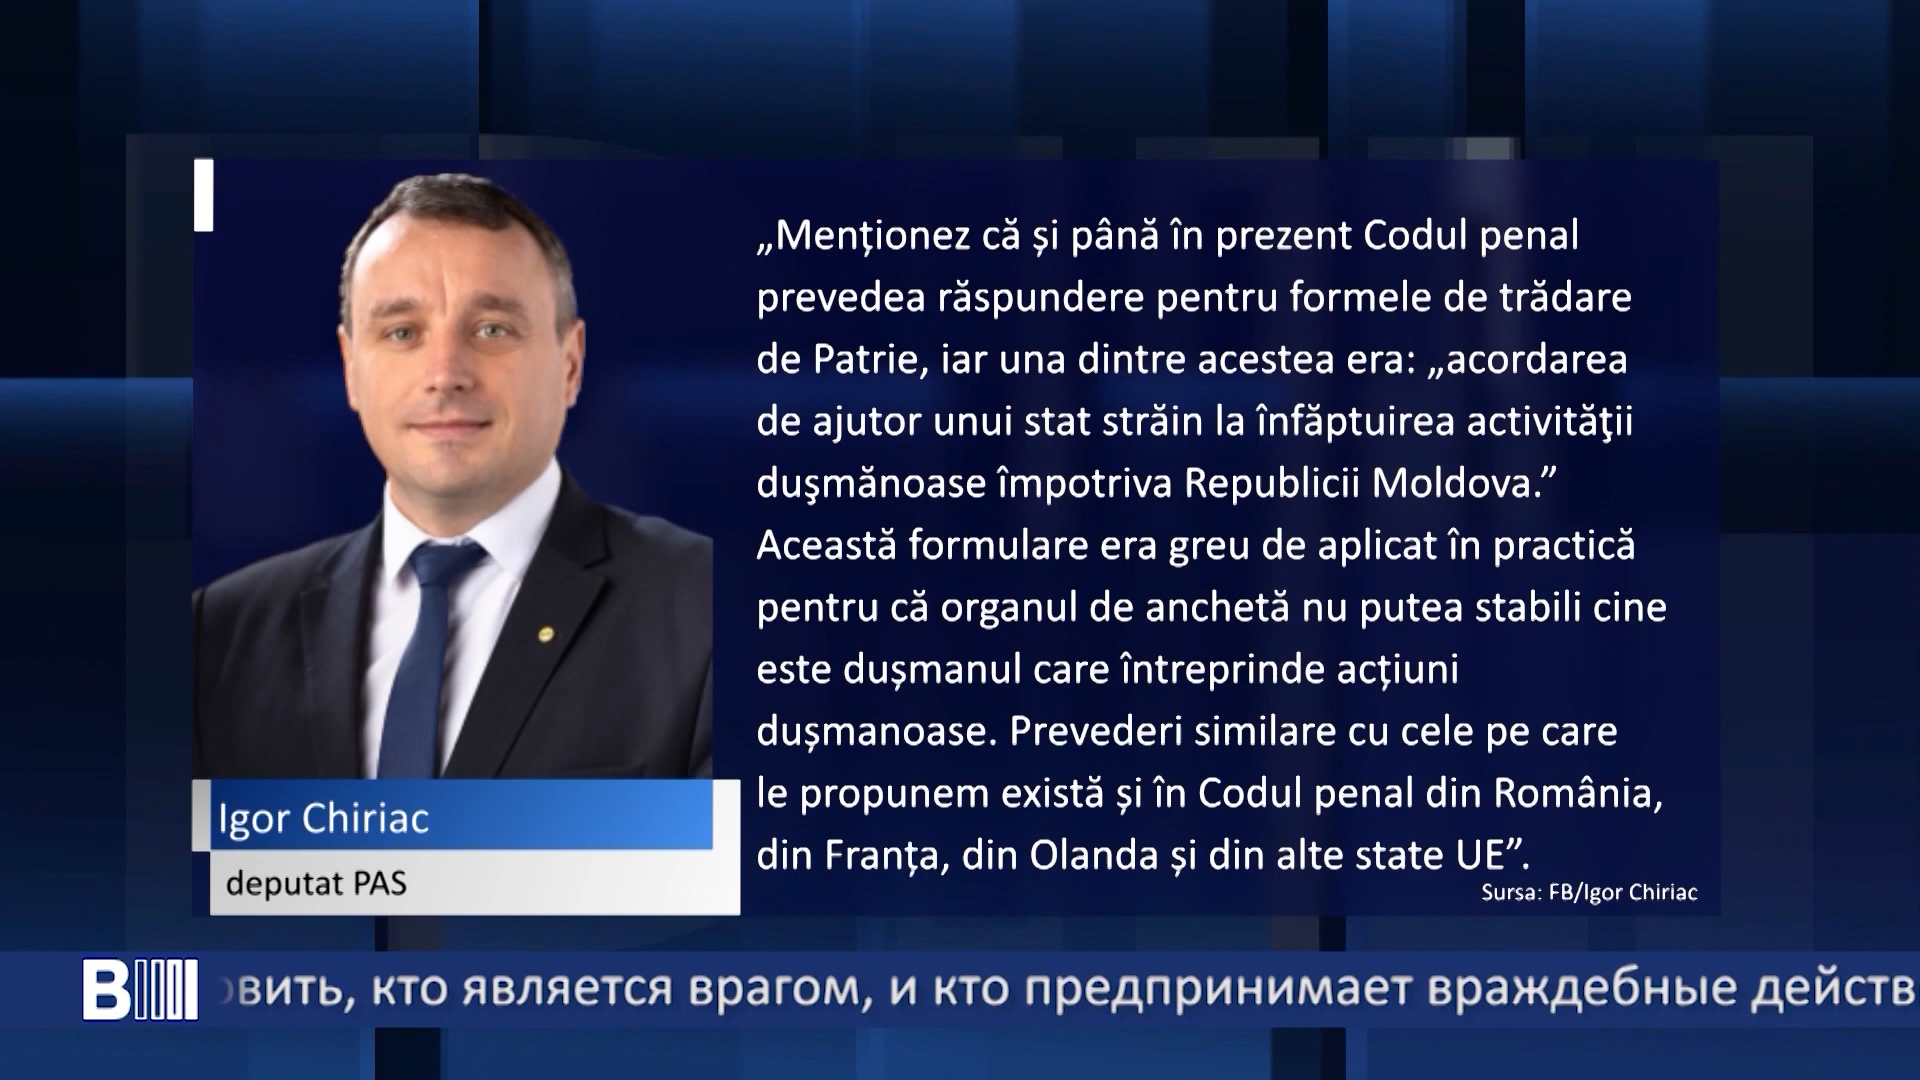 „Menționez că și până în prezent Codul penal
prevedea răspundere pentru formele de trădare
de Patrie, iar una dintre acestea era: „acordarea
de ajutor unui stat străin la înfăptuirea activităţii
duşmănoase împotriva Republicii Moldova.”
Această formulare era greu de aplicat în practică
pentru că organul de anchetă nu putea stabili cine
este dușmanul care întreprinde acțiuni
dușmanoase. Prevederi similare cu cele pe care
le propunem există și în Codul penal din România,
din Franța, din Olanda și din alte state UE”.
Sursa: FB/Igor Chiriac
Igor Chiriac
deputat PAS
овить, кто является врагом, и кто предпринимает враждебные действ